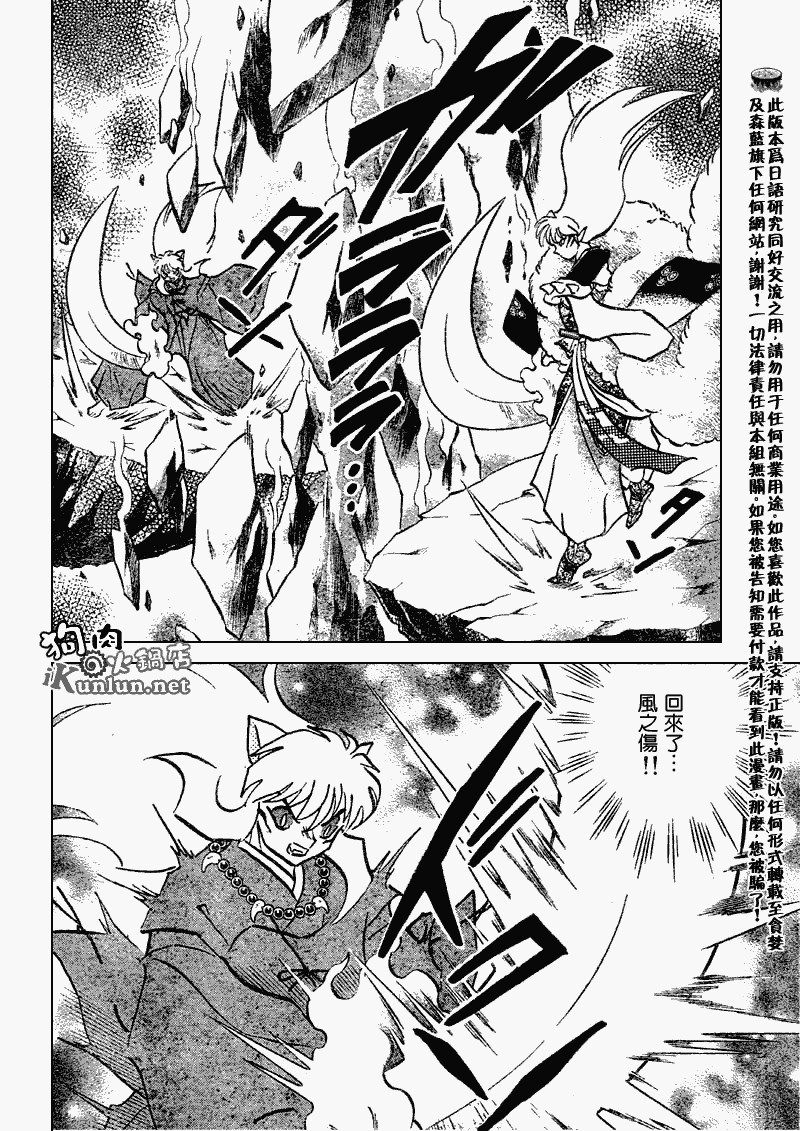 此版本爲日語研究同好交流之用，請勿用于任何商業用途。如您喜歡此作品，請支持正版！請勿以任何形式轉載至貪婪
及森藍旗下任何網站，謝謝！一切法律責任與本組無關。如果您被告知需要付款才能看到此漫畫，那麼，您被騙了！
ガラガラ…
タン
タン
狗肉
火鍋店
iKunlun.net
回來了…
風之傷!!
ドン